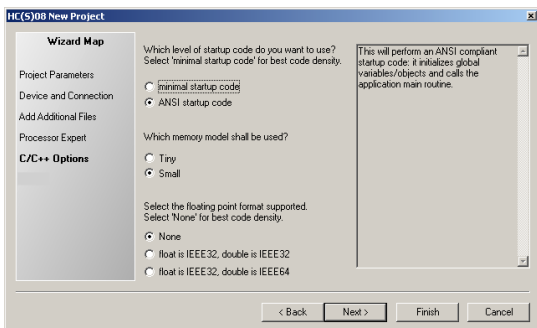 HC(S)08 New Project
Wizard Map
Project Parameters
Device and Connection
Add Additional Files
Processor Expert
C/C++ Options
Which level of startup code do you want to use?
Select 'minimal startup code' for best code density.
minimal startup code
ANSI startup code
Which memory model shall be used?
Tiny
Small
Select the floating point format supported.
Select 'None' for best code density.
None
float is IEEE32, double is IEEE32
float is IEEE32, double is IEEE64
This will perform an ANSI compliant
startup code: it initializes global
variables/objects and calls the
application main routine.
< Back
Next >
Finish
Cancel